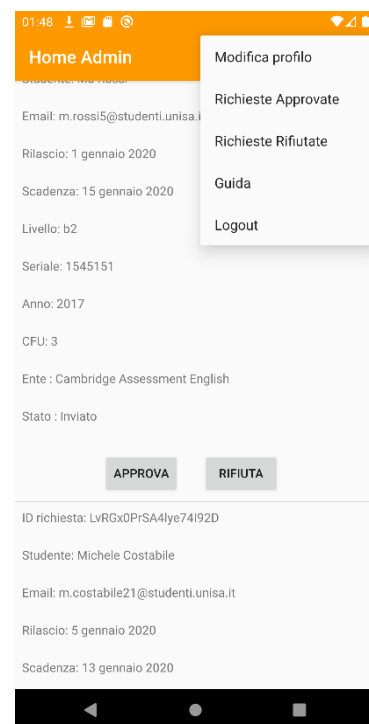 01:48
Home Admin
Modifica profilo
Richieste Approvate
Richieste Rifiutate
Guida
Logout
Studente: Ma Rossi
Email: m.rossi5@studenti.unisa.i
Rilascio: 1 gennaio 2020
Scadenza: 15 gennaio 2020
Livello: b2
Seriale: 1545151
Anno: 2017
CFU: 3
Ente : Cambridge Assessment English
Stato : Inviato
APPROVA RIFIUTA
ID richiesta: LvRGx0PrSA4lye74I92D
Studente: Michele Costabile
Email: m.costabile21@studenti.unisa.it
Rilascio: 5 gennaio 2020
Scadenza: 13 gennaio 2020